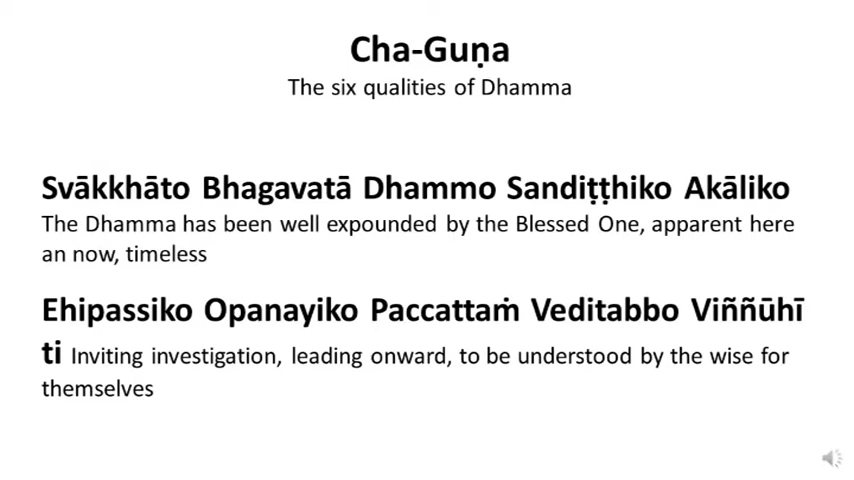 Cha-Guṇa
The six qualities of Dhamma
Svākkhāto Bhagavatā Dhammo Sandiṭṭhiko Akāliko
The Dhamma has been well expounded by the Blessed One, apparent here
an now, timeless
Ehipassiko Opanayiko Paccattaṁ Veditabbo Viññūhī
ti Inviting investigation, leading onward, to be understood by the wise for
themselves